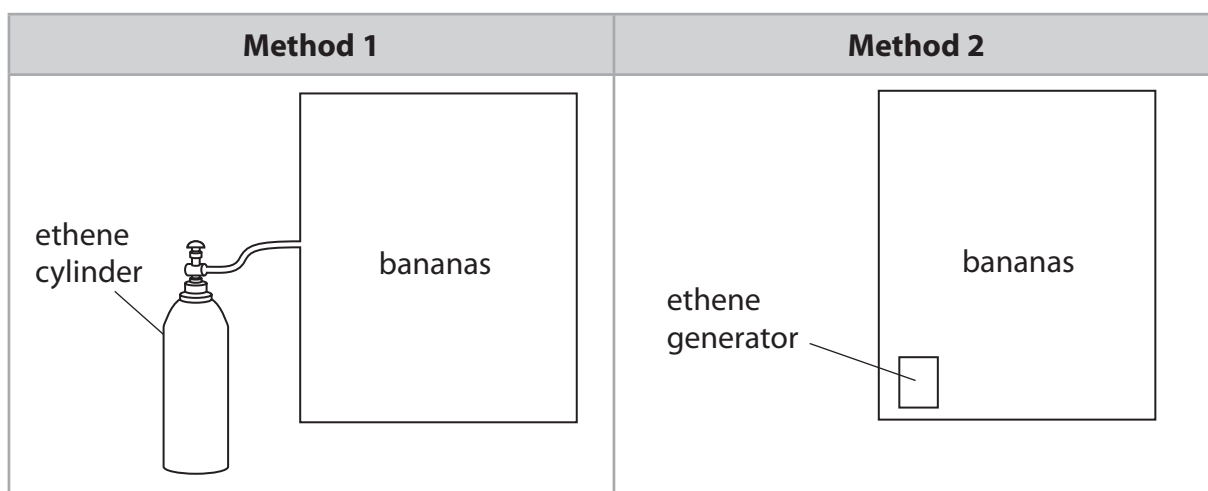 Method 1
Method 2
ethene
cylinder
bananas
ethene
generator
bananas